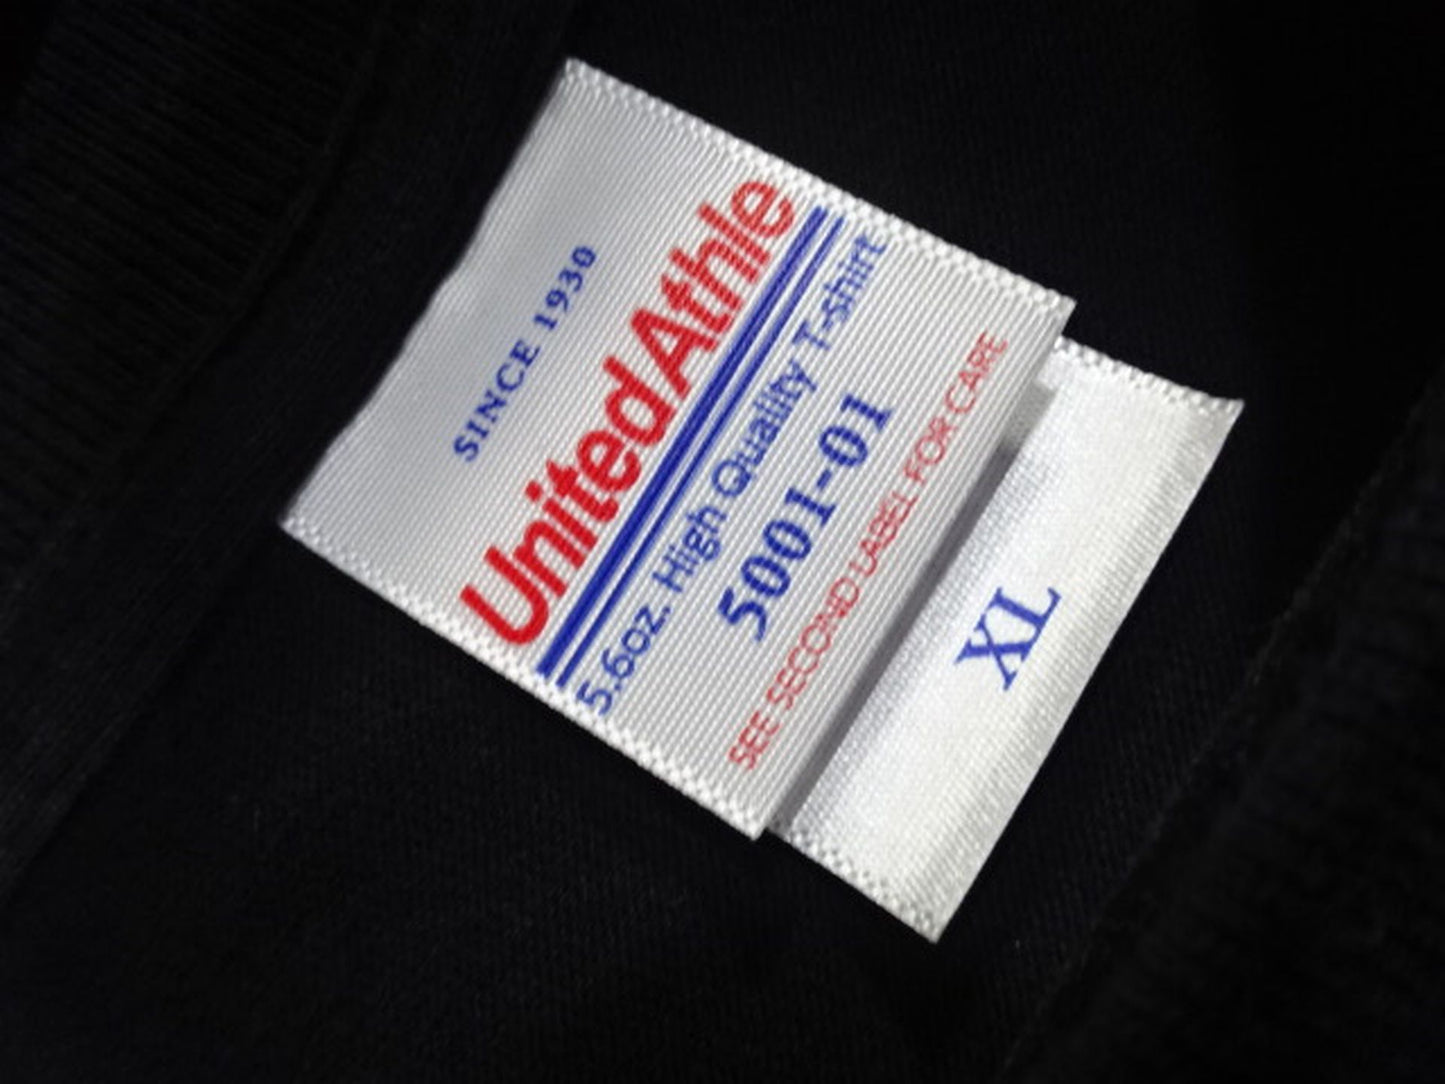 SINCE 1930
UnitedAthle
5.6oz. High Quality T-shirt
5001-01
SEE SECOND LABEL FOR CARE
XL